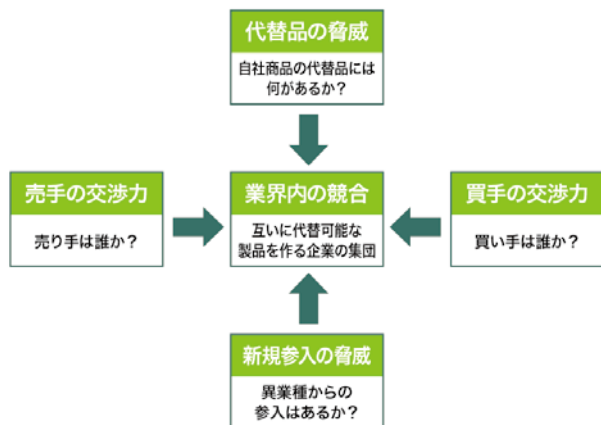 代替品の脅威
自社商品の代替品には
何があるか？
売手の交渉力
売り手は誰か？
業界内の競合
互いに代替可能な
製品を作る企業の集団
買手の交渉力
買い手は誰か？
新規参入の脅威
異業種からの
参入はあるか？